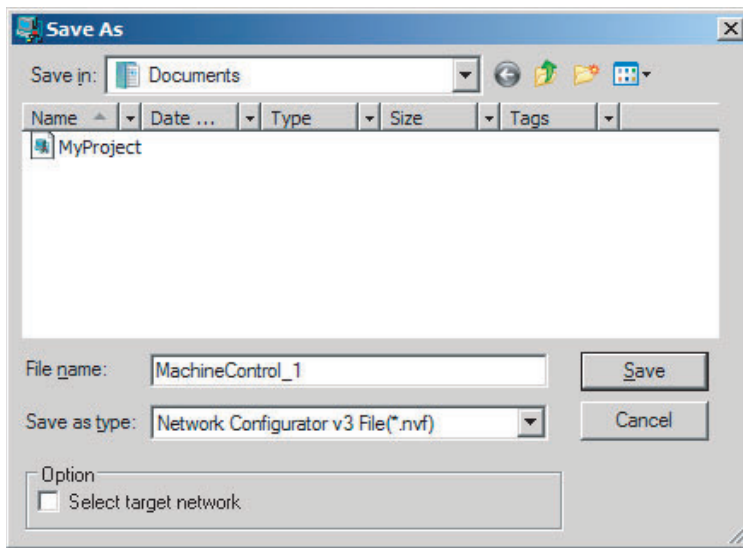 Save As
Save in: Documents
Name Date ... Type Size Tags
MyProject
File name: MachineControl_1 Save
Save as type: Network Configurator v3 File(*.nvf) Cancel
Option
Select target network